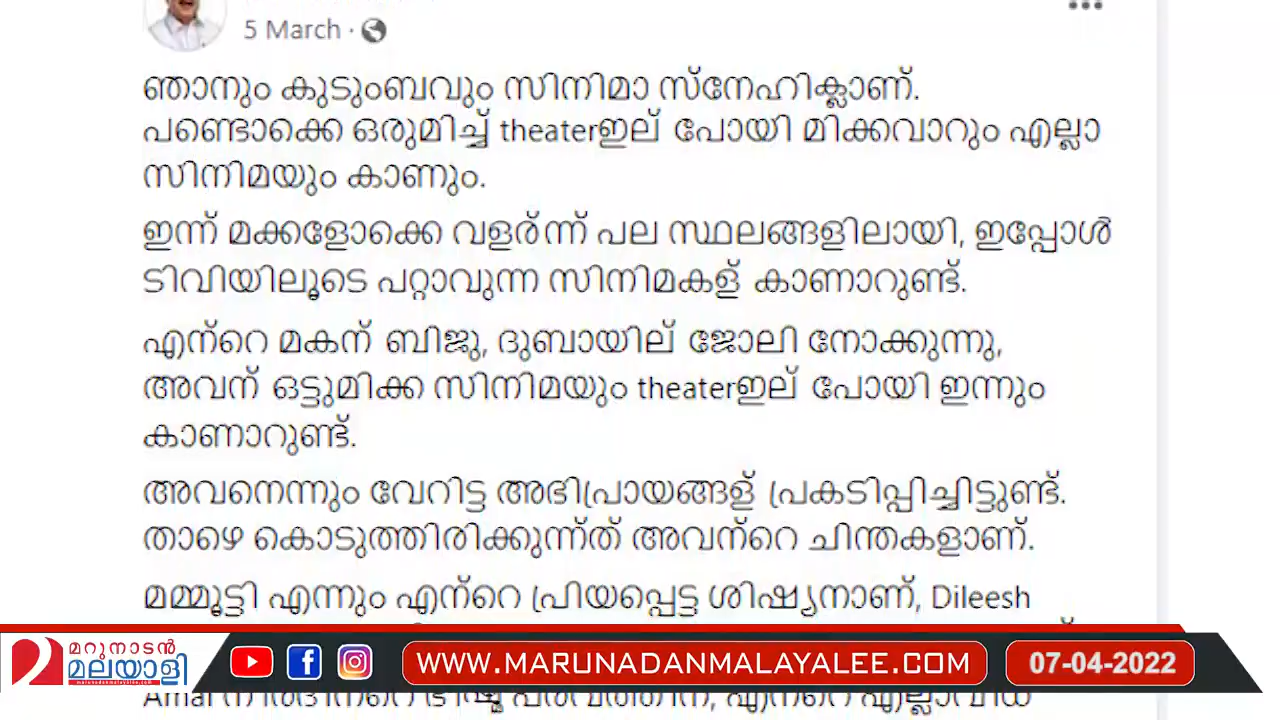 5 March ·
ഞാനും കുടുംബവും സിനിമാ സ്നേഹിക്ലാണ്.
പണ്ടൊക്കെ ഒരുമിച്ച് theaterഇല് പോയി മിക്കവാറും എല്ലാ
സിനിമയും കാണും.
ഇന്ന് മക്കളോക്കെ വളര്ന്ന് പല സ്ഥലങ്ങളിലായി, ഇപ്പോൾ
ടിവിയിലൂടെ പറ്റാവുന്ന സിനിമകള് കാണാറുണ്ട്.
എന്റെ മകന് ബിജു, ദുബായില് ജോലി നോക്കുന്നു,
അവന് ഒട്ടുമിക്ക സിനിമയും theaterഇല് പോയി ഇന്നും
കാണാറുണ്ട്.
അവനെന്നും വേറിട്ട അഭിപ്രായങ്ങള് പ്രകടിപ്പിച്ചിട്ടുണ്ട്.
താഴെ കൊടുത്തിരിക്കുന്ന്ത് അവന്റെ ചിന്തകളാണ്.
മമ്മൂട്ടി എന്നും എന്റെ പ്രിയപ്പെട്ട ശിഷ്യനാണ്, Dileesh
മറുനാടൻ
മലയാളി
marunadanmalayalee.com
WWW.MARUNADANMALAYALEE.COM
07-04-2022